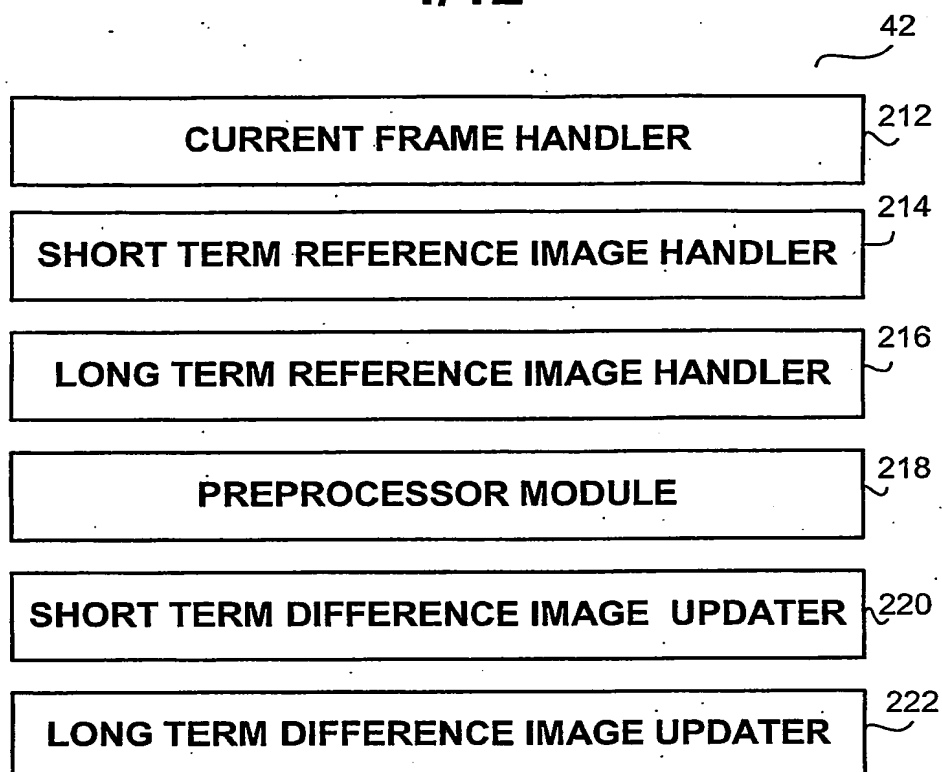 42
CURRENT FRAME HANDLER 212
SHORT TERM REFERENCE IMAGE HANDLER 214
LONG TERM REFERENCE IMAGE HANDLER 216
PREPROCESSOR MODULE 218
SHORT TERM DIFFERENCE IMAGE UPDATER 220
LONG TERM DIFFERENCE IMAGE UPDATER 222